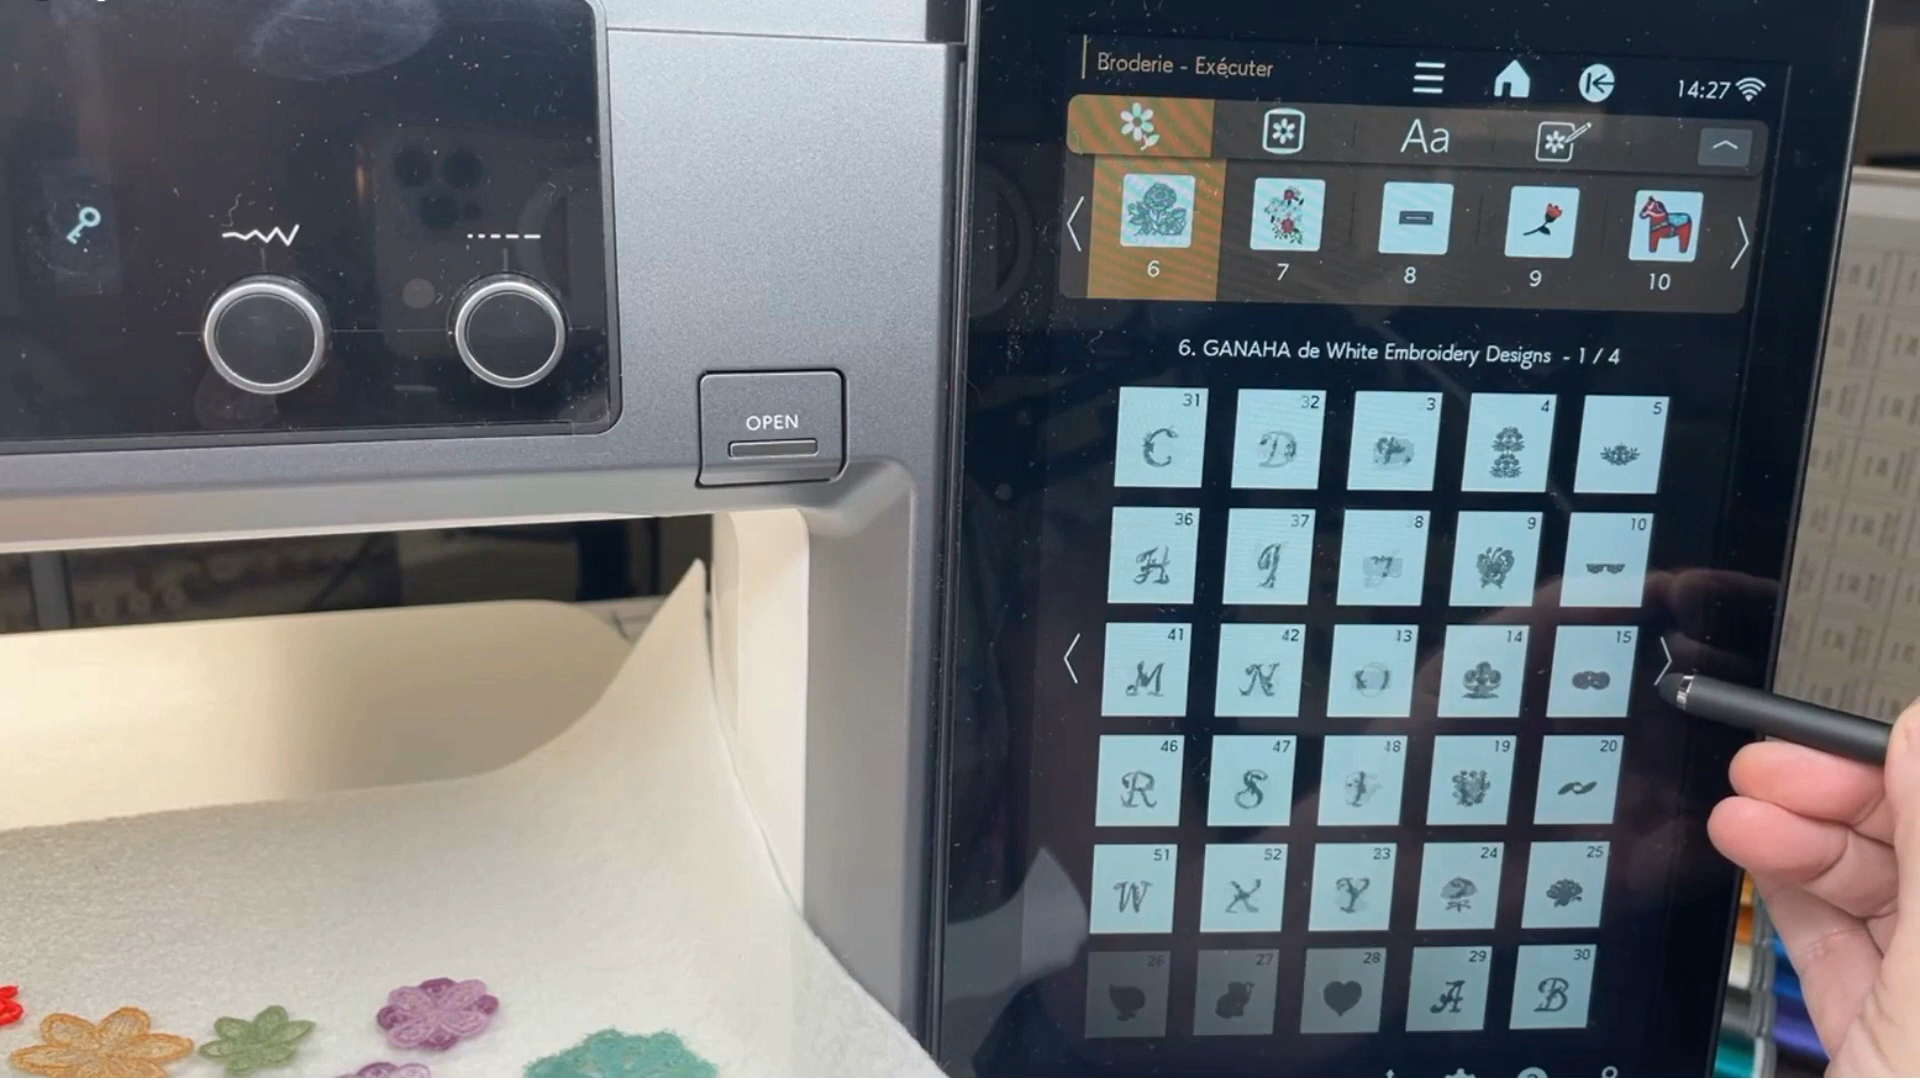 Broderie - Exécuter
14:27
Aa
6 7 8 9 10
OPEN
6. GANAHA de White Embroidery Designs - 1 / 4
31 32 3 4 5
C D
36 37 8 9 10
H
41 42 13 14 15
M N
46 47 18 19 20
R S
51 52 23 24 25
W X Y
26 27 28 29 30
A B